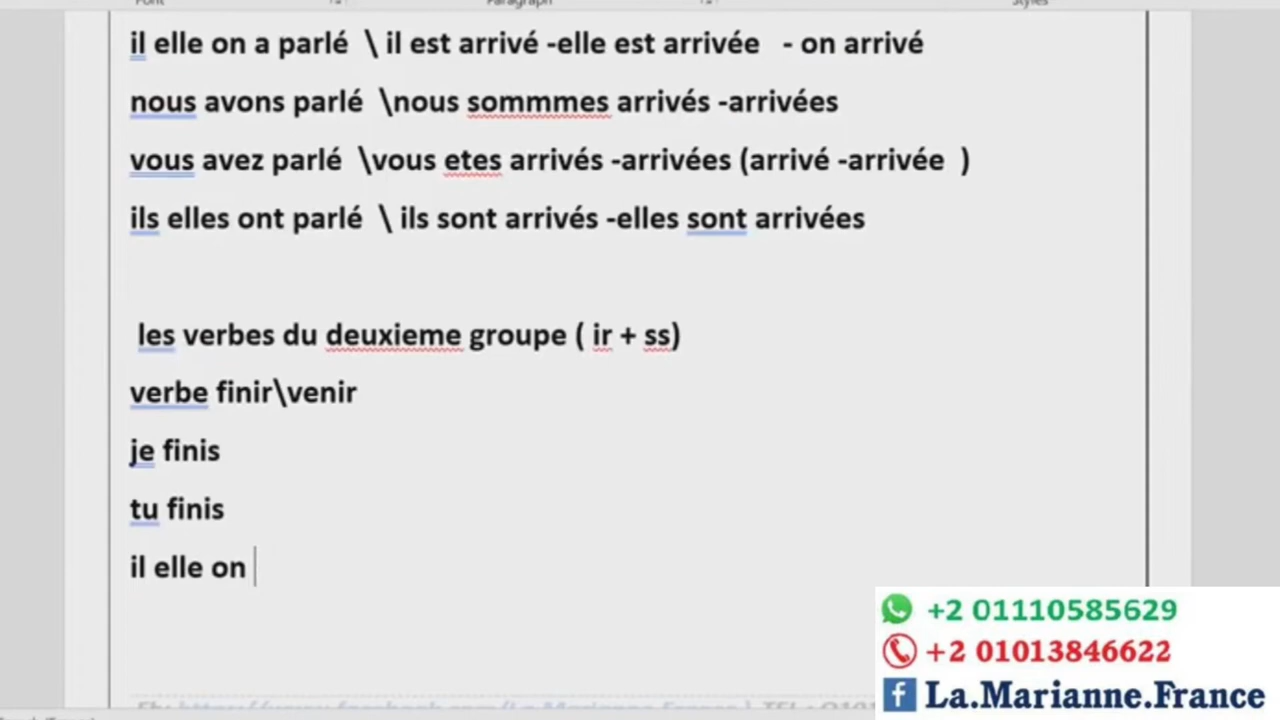 Font Paragraph Styles
il elle on a parlé \ il est arrivé -elle est arrivée - on arrivé
nous avons parlé \nous sommmes arrivés -arrivées
vous avez parlé \vous etes arrivés -arrivées (arrivé -arrivée )
ils elles ont parlé \ ils sont arrivés -elles sont arrivées
les verbes du deuxieme groupe ( ir + ss)
verbe finir\venir
je finis
tu finis
il elle on
+2 01110585629
+2 01013846622
La.Marianne.France